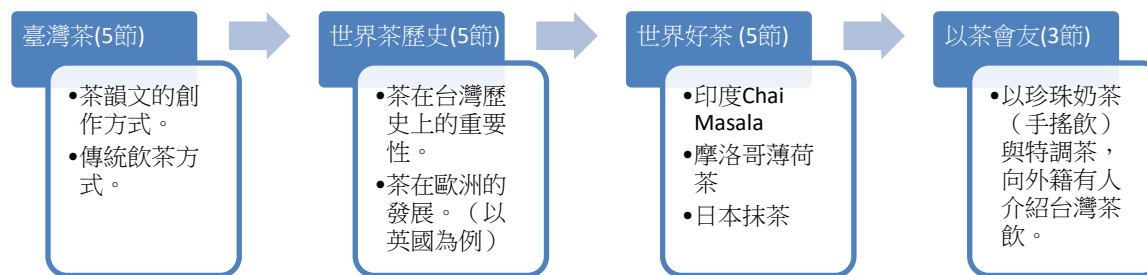 臺灣茶(5節)
•茶韻文的創
作方式。
•傳統飲茶方
式。
世界茶歷史(5節)
•茶在台灣歷
史上的重要
性。
•茶在歐洲的
發展。（以
英國為例）
世界好茶 (5節)
•印度Chai
Masala
•摩洛哥薄荷
茶
•日本抹茶
以茶會友(3節)
•以珍珠奶茶
（手搖飲）
與特調茶，
向外籍有人
介紹台灣茶
飲。